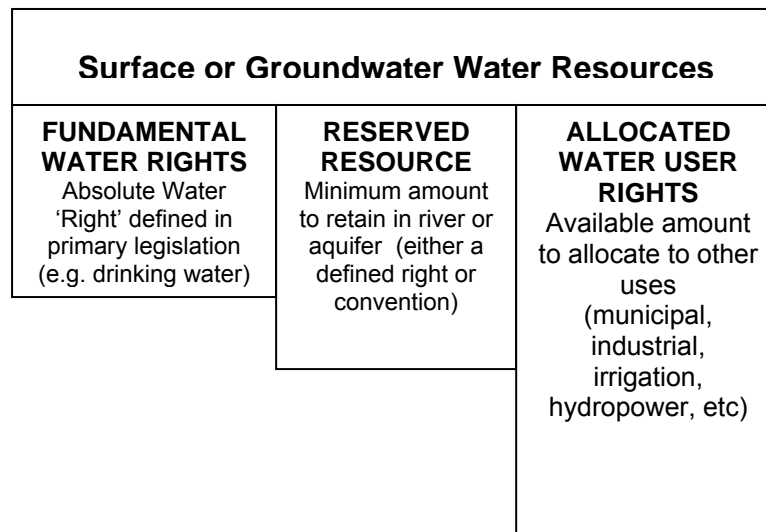 Surface or Groundwater Water Resources
FUNDAMENTAL
WATER RIGHTS
Absolute Water
‘Right’ defined in
primary legislation
(e.g. drinking water)
RESERVED
RESOURCE
Minimum amount
to retain in river or
aquifer (either a
defined right or
convention)
ALLOCATED
WATER USER
RIGHTS
Available amount
to allocate to other
uses
(municipal,
industrial,
irrigation,
hydropower, etc)